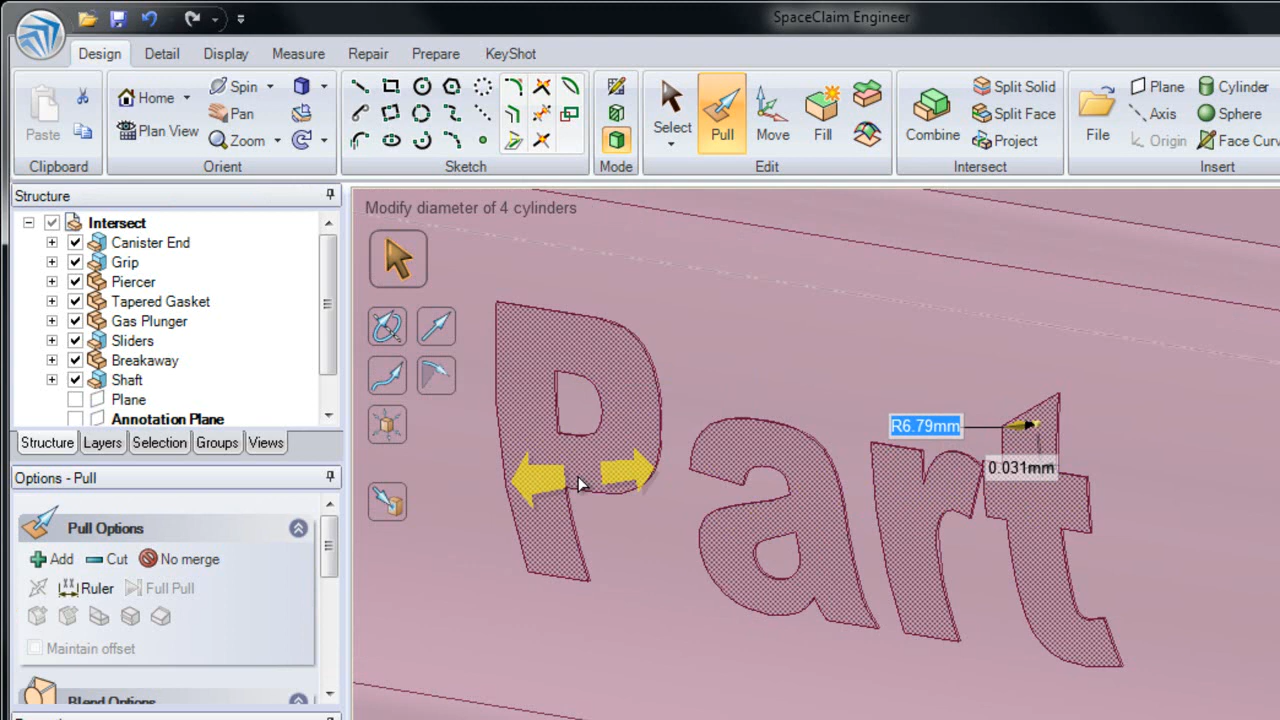 SpaceClaim Engineer
Design Detail Display Measure Repair Prepare KeyShot
Paste
Home Spin
Plan View Pan
Zoom
Select Pull Move Fill
Combine
Split Solid
Split Face
Project
File
Plane Cylinder
Axis Sphere
Origin Face Curv
Clipboard Orient Sketch Mode Edit Intersect Insert
Structure
Intersect
Canister End
Grip
Piercer
Tapered Gasket
Gas Plunger
Sliders
Breakaway
Shaft
Plane
Annotation Plane
Structure Layers Selection Groups Views
Options - Pull
Pull Options
Add Cut No merge
Ruler Full Pull
Maintain offset
Blend Options
Modify diameter of 4 cylinders
R6.79mm
0.031mm
Part